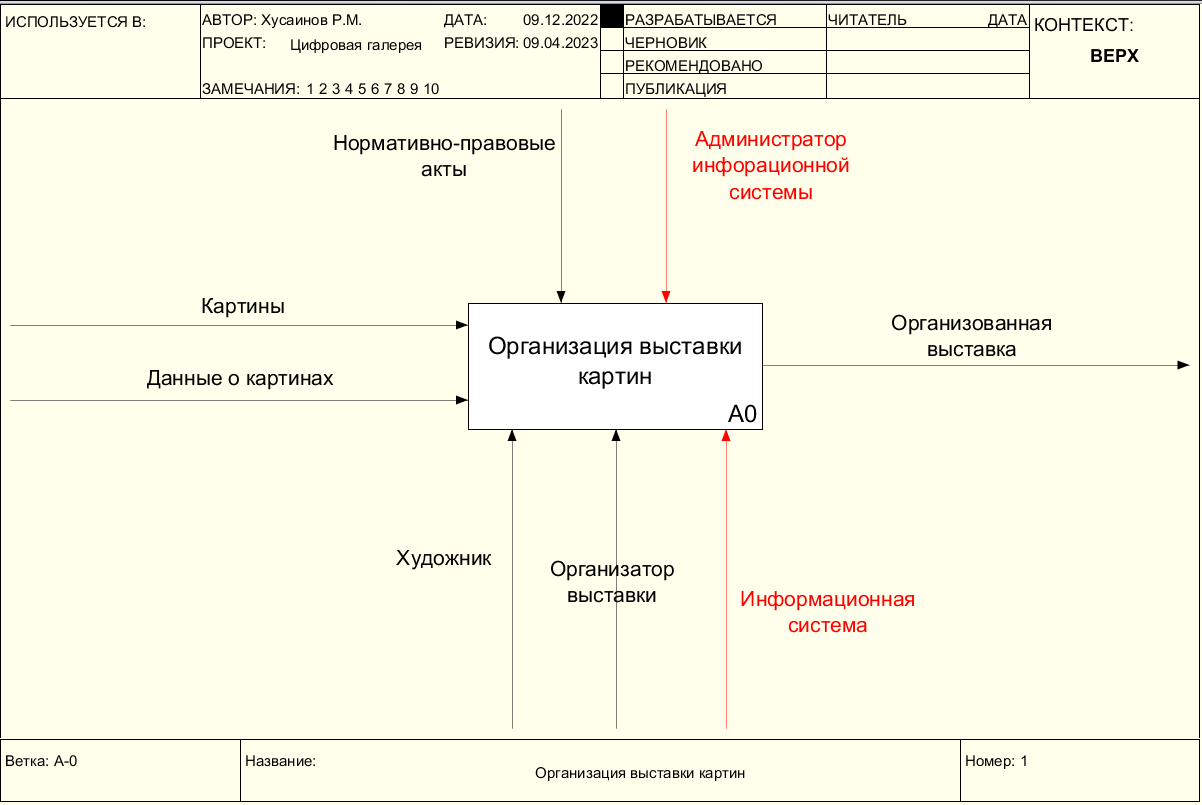 ИСПОЛЬЗУЕТСЯ В:
АВТОР: Хусаинов Р.М.
ДАТА: 09.12.2022
ПРОЕКТ: Цифровая галерея
РЕВИЗИЯ: 09.04.2023
ЗАМЕЧАНИЯ: 1 2 3 4 5 6 7 8 9 10
РАЗРАБАТЫВАЕТСЯ
ЧЕРНОВИК
РЕКОМЕНДОВАНО
ПУБЛИКАЦИЯ
ЧИТАТЕЛЬ ДАТА
КОНТЕКСТ:
ВЕРХ
Нормативно-правовые
акты
Администратор
инфорационной
системы
Картины
Данные о картинах
Организация выставки
картин
A0
Организованная
выставка
Художник
Организатор
выставки
Информационная
система
Ветка: A-0
Название:
Организация выставки картин
Номер: 1